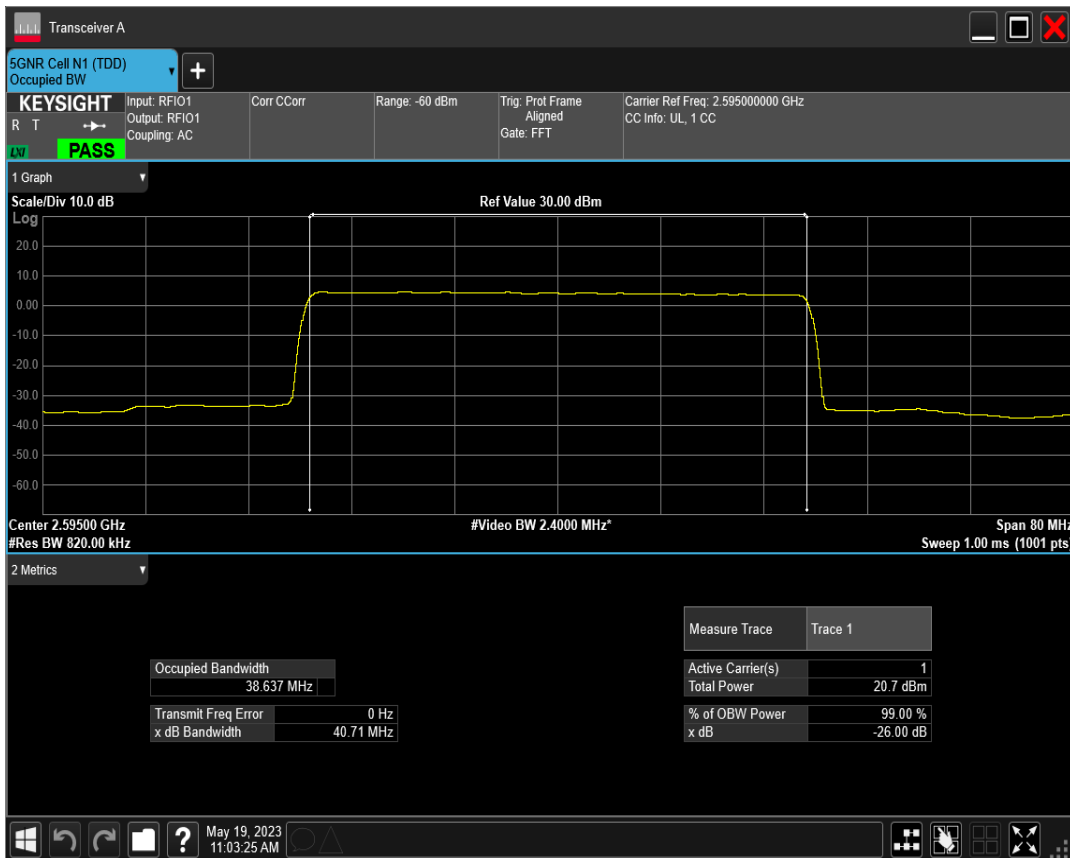 Transceiver A
5GNR Cell N1 (TDD)
Occupied BW
+
KEYSIGHT
R T
LXI
PASS
Input: RFIO1
Output: RFIO1
Coupling: AC
Corr CCorr
Range: -60 dBm
Trig: Prot Frame
Aligned
Gate: FFT
Carrier Ref Freq: 2.595000000 GHz
CC Info: UL, 1 CC
1 Graph
Scale/Div 10.0 dB
Ref Value 30.00 dBm
Log
20.0
10.0
0.00
-10.0
-20.0
-30.0
-40.0
-50.0
-60.0
Center 2.59500 GHz
#Video BW 2.4000 MHz*
Span 80 MHz
#Res BW 820.00 kHz
Sweep 1.00 ms (1001 pts)
2 Metrics
Measure Trace
Trace 1
Occupied Bandwidth
38.637 MHz
Active Carrier(s) 1
Total Power 20.7 dBm
Transmit Freq Error 0 Hz
x dB Bandwidth 40.71 MHz
% of OBW Power 99.00 %
x dB -26.00 dB
?
May 19, 2023
11:03:25 AM